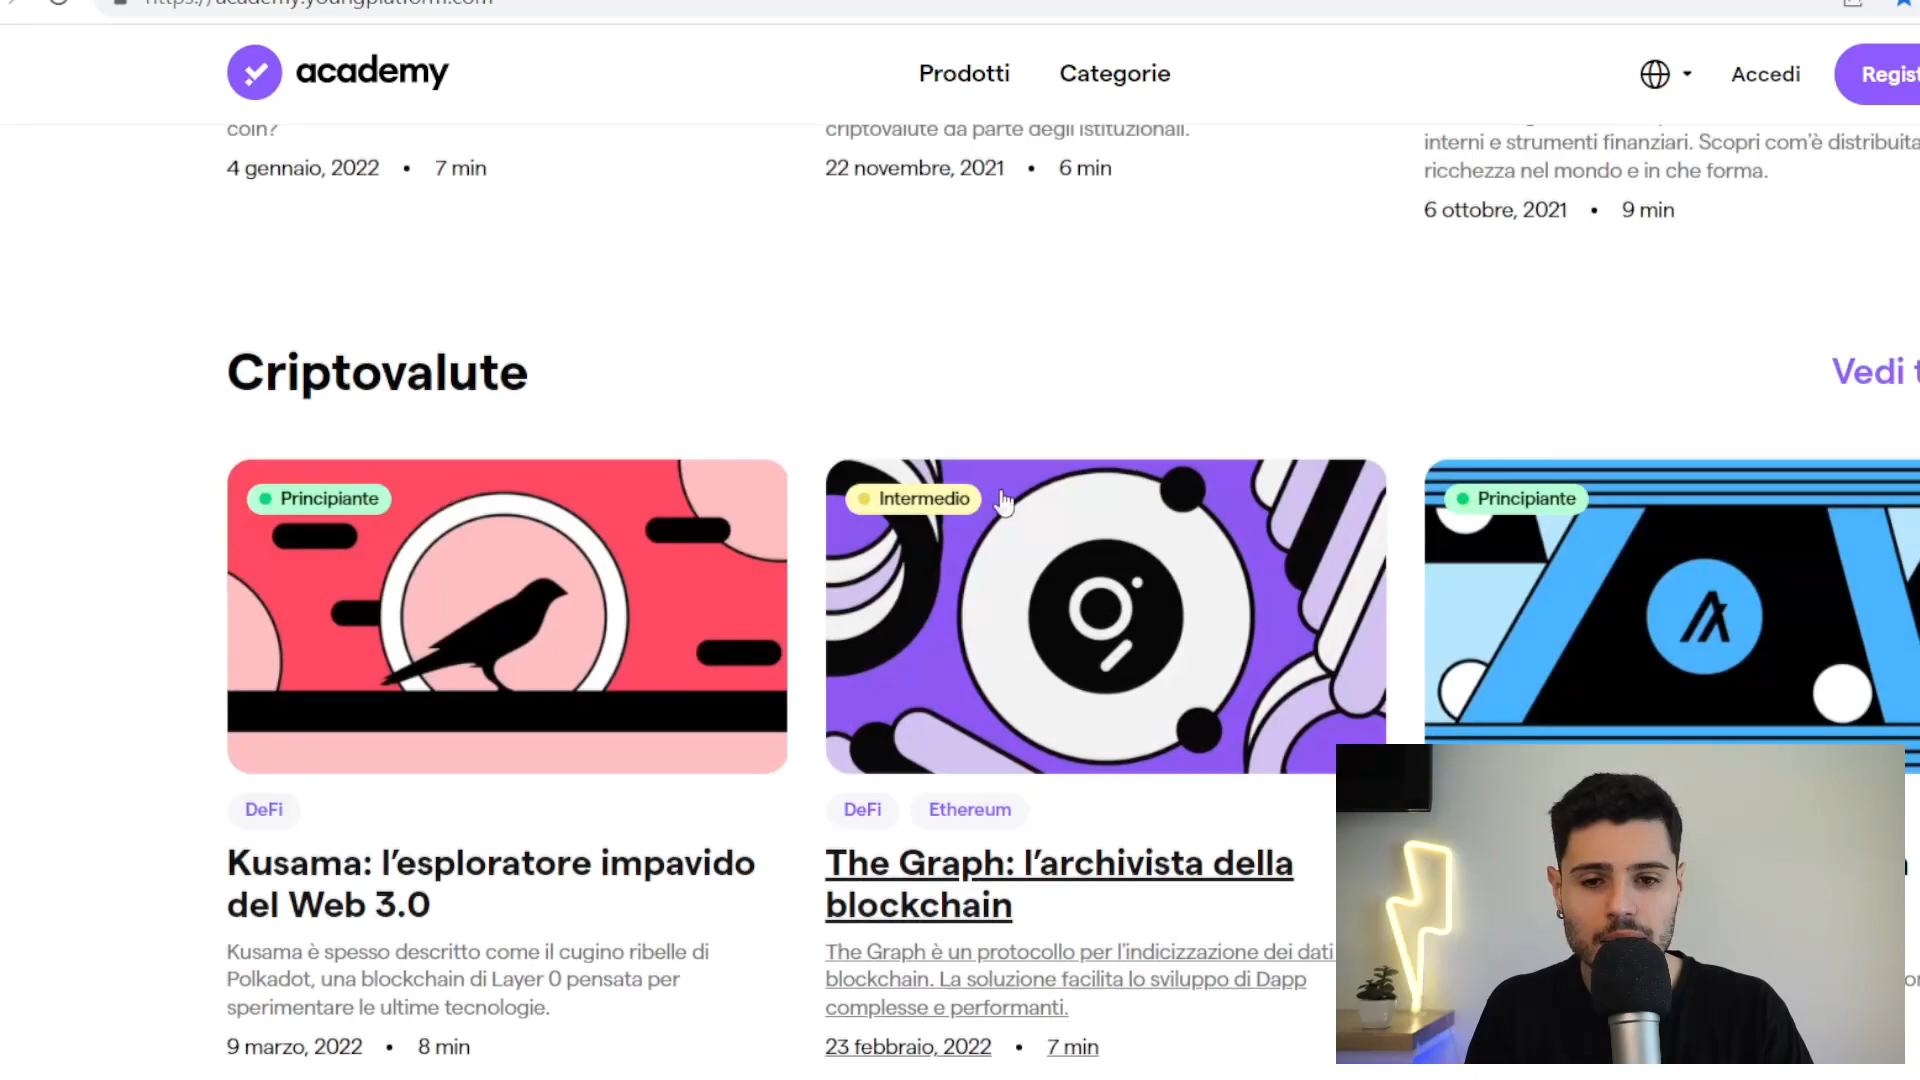 https://academy.youngplatform.com
academy
Prodotti
Categorie
Accedi
coin?
criptovalute da parte degli istituzionali.
interni e strumenti finanziari. Scopri com'è distribuita
ricchezza nel mondo e in che forma.
4 gennaio, 2022 • 7 min
22 novembre, 2021 • 6 min
6 ottobre, 2021 • 9 min
Criptovalute
Vedi
Principiante
Intermedio
Principiante
DeFi
Kusama: l’esploratore impavido
del Web 3.0
Kusama è spesso descritto come il cugino ribelle di
Polkadot, una blockchain di Layer 0 pensata per
sperimentare le ultime tecnologie.
9 marzo, 2022 • 8 min
DeFi
Ethereum
The Graph: l’archivista della
blockchain
The Graph è un protocollo per l'indicizzazione dei dati
blockchain. La soluzione facilita lo sviluppo di Dapp
complesse e performanti.
23 febbraio, 2022 • 7 min